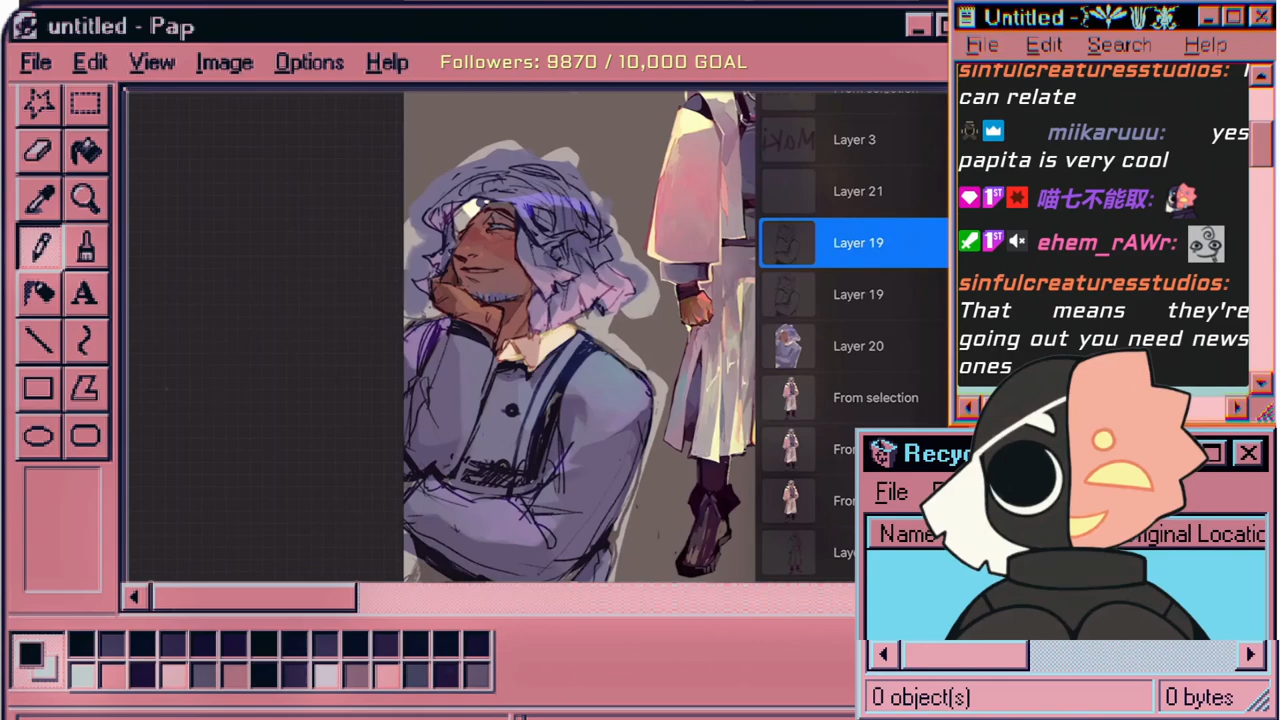 untitled - Pap
File Edit View Image Options Help
Followers: 9870 / 10,000 GOAL
Layer 3
Layer 21
Layer 19
Layer 19
Layer 20
From selection
Untitled -
File Edit Search Help
sinfulcreaturesstudios: I
can relate
miikaruuu: yes
papita is very cool
喵七不能取:
ehem_rAWr:
sinfulcreaturesstudios:
That means they're
going out you need news
ones
File
Name
0 object(s)
0 bytes